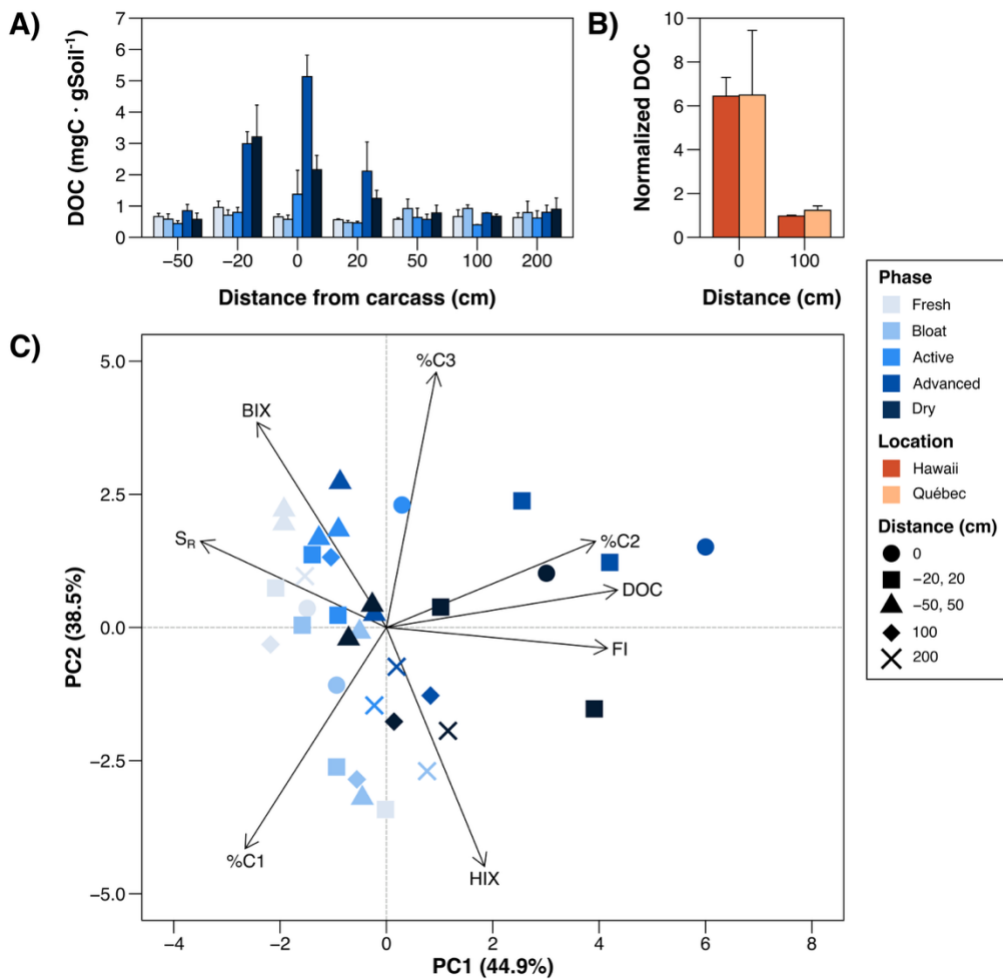 A)
DOC (mgC · gSoil⁻¹)
7
6
5
4
3
2
1
0
−50
−20
0
20
50
100
200
Distance from carcass (cm)
B)
Normalized DOC
10
8
6
4
2
0
0
100
Distance (cm)
Phase
Fresh
Bloat
Active
Advanced
Dry
Location
Hawaii
Québec
Distance (cm)
0
−20, 20
−50, 50
100
200
C)
PC2 (38.5%)
5.0
2.5
0.0
−2.5
−5.0
%C3
BIX
SR
%C2
DOC
FI
%C1
HIX
−4
−2
0
2
4
6
8
PC1 (44.9%)